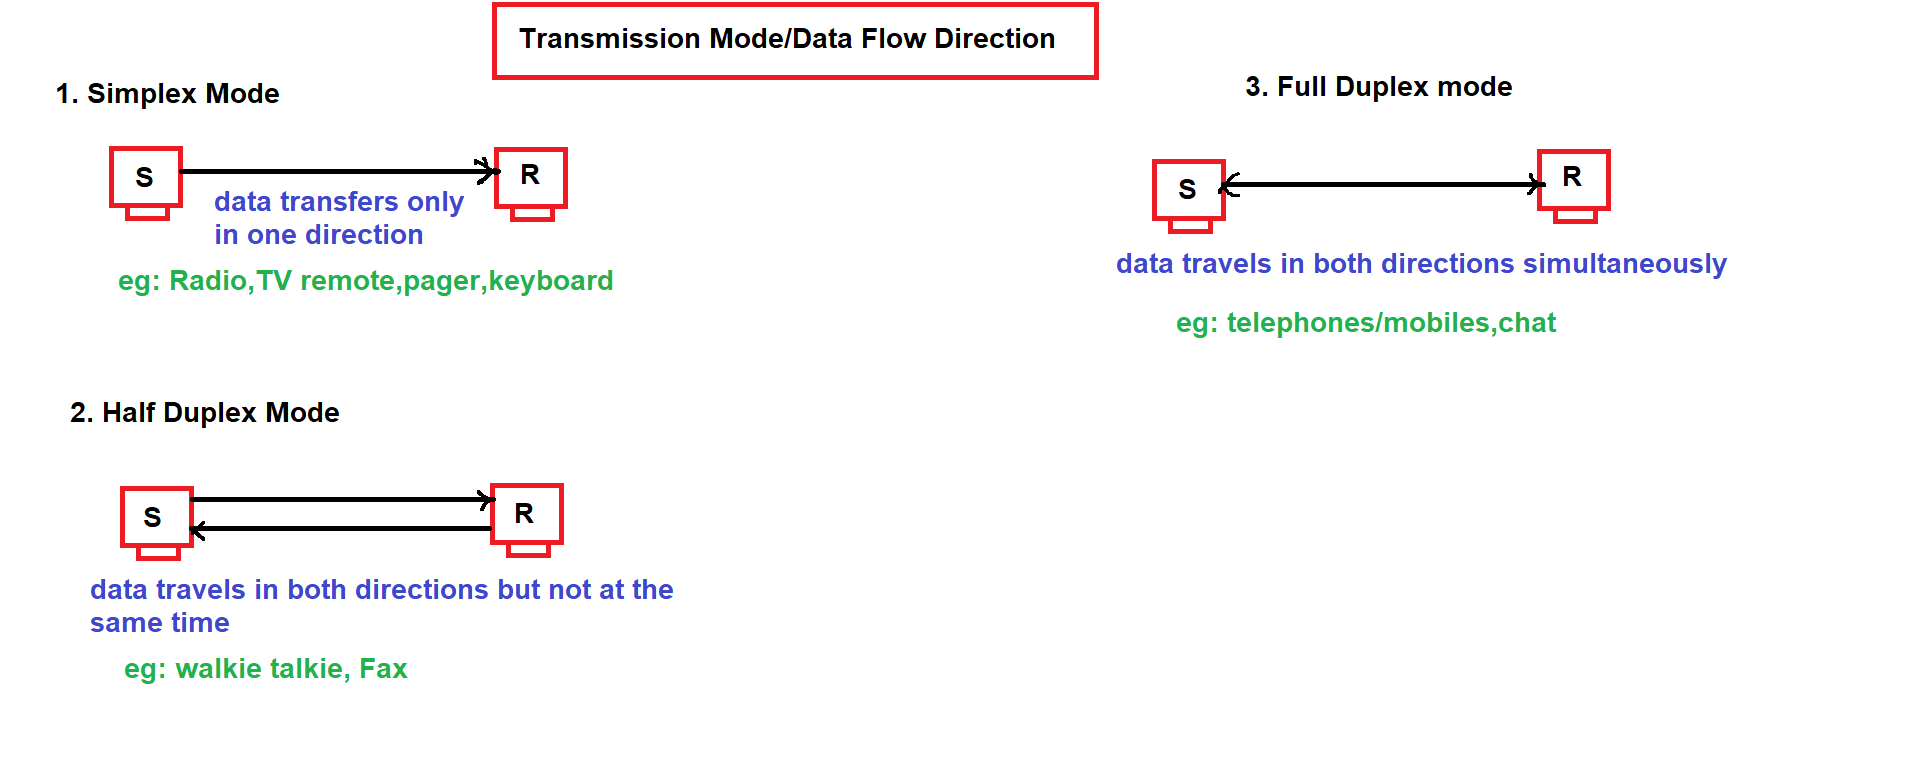 Transmission Mode/Data Flow Direction
1. Simplex Mode
S
R
data transfers only
in one direction
eg: Radio,TV remote,pager,keyboard
2. Half Duplex Mode
S
R
data travels in both directions but not at the
same time
eg: walkie talkie, Fax
3. Full Duplex mode
S
R
data travels in both directions simultaneously
eg: telephones/mobiles,chat